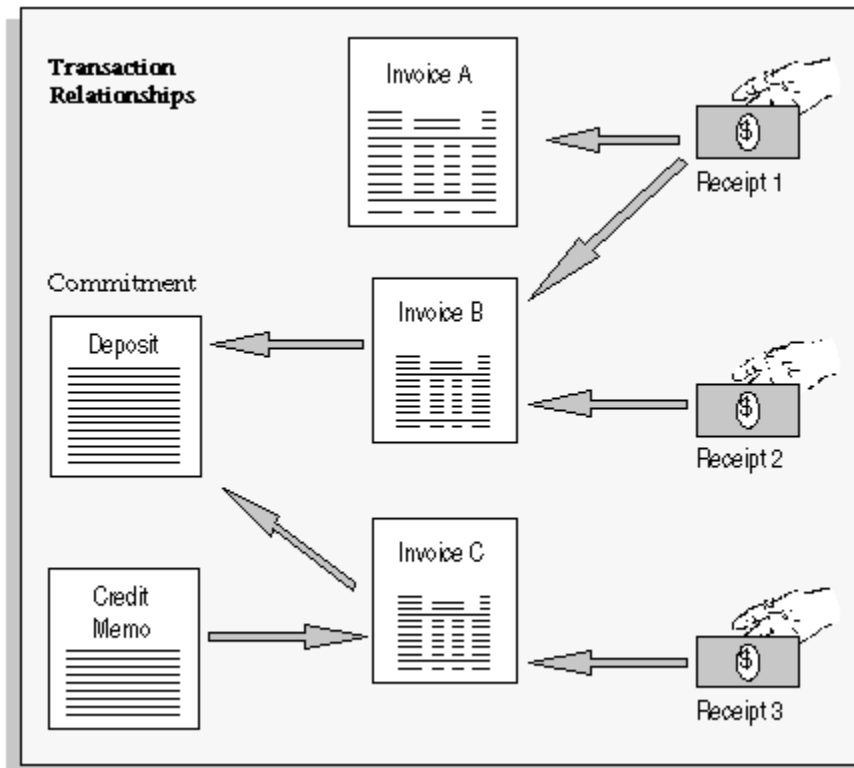 Transaction
Relationships
Invoice A
$
Receipt 1
Commitment
Deposit
Invoice B
$
Receipt 2
Credit
Memo
Invoice C
$
Receipt 3